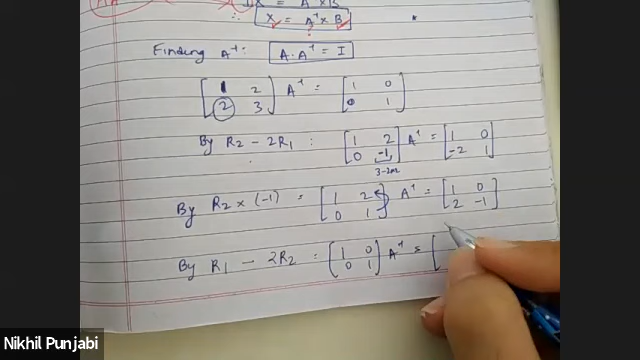 IX = A⁻¹ × B
X = A⁻¹ × B
?
Finding A⁻¹: A.A⁻¹ = I
[1 2 / 2 3] A⁻¹ = [1 0 / 0 1]
By R2 - 2R1 : [1 2 / 0 -1] A⁻¹ = [1 0 / -2 1]
By R2 × (-1) = [1 2 / 0 1] A⁻¹ = [1 0 / 2 -1]
By R1 - 2R2 = [1 0 / 0 1] A⁻¹ = [
Nikhil Punjabi